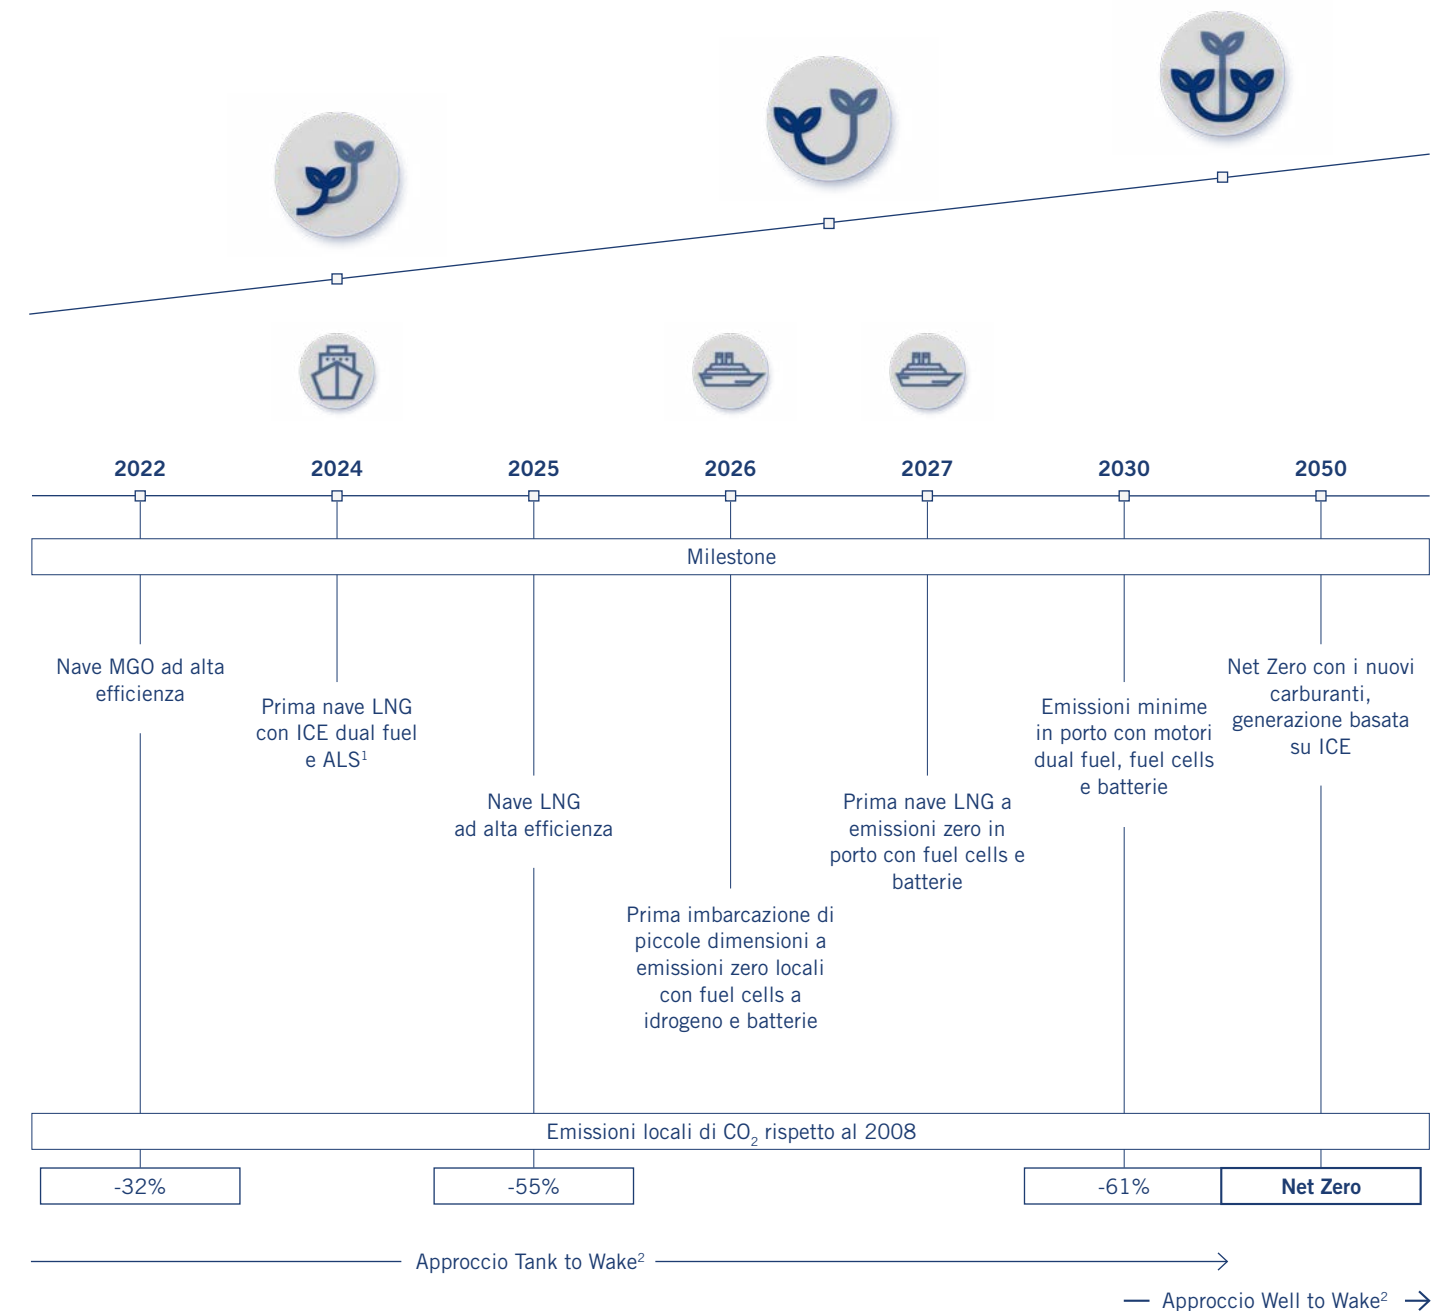 2022 2024 2025 2026 2027 2030 2050
Milestone
Nave MGO ad alta
efficienza
Prima nave LNG
con ICE dual fuel
e ALS¹
Nave LNG
ad alta efficienza
Prima imbarcazione di
piccole dimensioni a
emissioni zero locali
con fuel cells a
idrogeno e batterie
Prima nave LNG a
emissioni zero in
porto con fuel cells e
batterie
Emissioni minime
in porto con motori
dual fuel, fuel cells
e batterie
Net Zero con i nuovi
carburanti,
generazione basata
su ICE
Emissioni locali di CO₂ rispetto al 2008
-32% -55% -61% Net Zero
Approccio Tank to Wake²
Approccio Well to Wake²